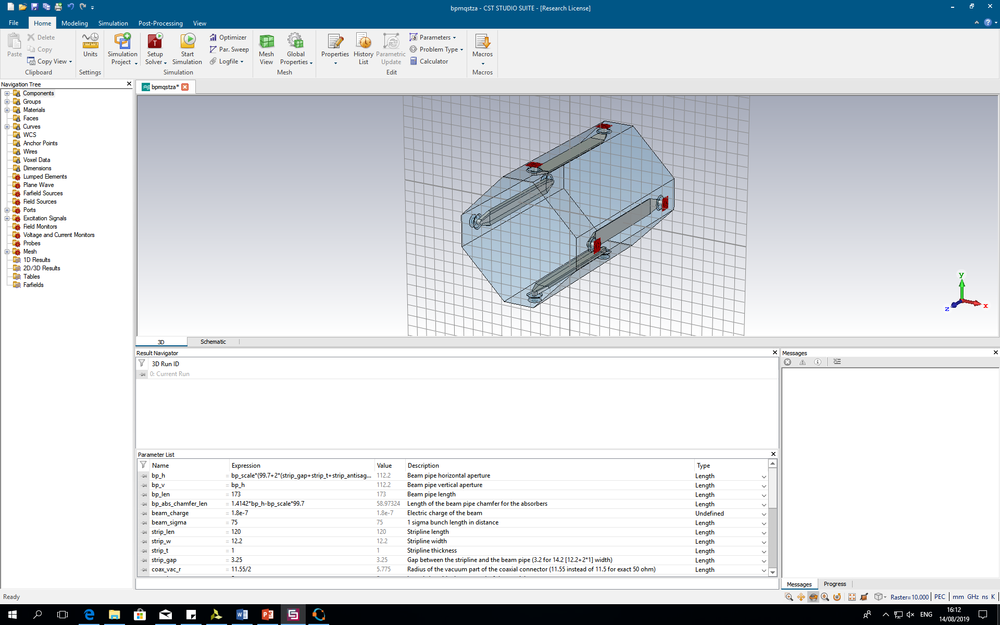 bpmqstza - CST STUDIO SUITE - [Research License]
File Home Modeling Simulation Post-Processing View
Paste Delete Copy Copy View
Clipboard
Units
Settings
Simulation Project Setup Solver Start Simulation Optimizer Par. Sweep Logfile
Simulation
Mesh View Global Properties
Mesh
Properties History List Parametric Update Parameters Problem Type Calculator
Edit
Macros
Macros
Navigation Tree
Components
Groups
Materials
Faces
Curves
WCS
Anchor Points
Wires
Voxel Data
Dimensions
Lumped Elements
Plane Wave
Farfield Sources
Field Sources
Ports
Excitation Signals
Field Monitors
Voltage and Current Monitors
Probes
Mesh
1D Results
2D/3D Results
Tables
Farfields
bpmqstza*
y
x
z
3D Schematic
Result Navigator
3D Run ID
0: Current Run
Messages
Parameter List
Name Expression Value Description Type
bp_h = bp_scale*(99.7+2*(strip_gap+strip_t+strip_antisag... 112.2 Beam pipe horizontal aperture Length
bp_v = bp_h 112.2 Beam pipe vertical aperture Length
bp_len = 173 173 Beam pipe length Length
bp_abs_chamfer_len = 1.4142*bp_h-bp_scale*99.7 58.97324 Length of the beam pipe chamfer for the absorbers Length
beam_charge = 1.8e-7 1.8e-7 Electric charge of the beam Undefined
beam_sigma = 75 75 1 sigma bunch length in distance Length
strip_len = 120 120 Stripline length Length
strip_w = 12.2 12.2 Stripline width Length
strip_t = 1 1 Stripline thickness Length
strip_gap = 3.25 3.25 Gap between the stripline and the beam pipe (3.2 for 14.2 [12.2+2*1] width) Length
coax_vac_r = 11.55/2 5.775 Radius of the vacuum part of the coaxial connector (11.55 instead of 11.5 for exact 50 ohm) Length
Messages Progress
Ready
Raster=10.000 PEC mm GHz ns K
ENG
16:12
14/08/2019